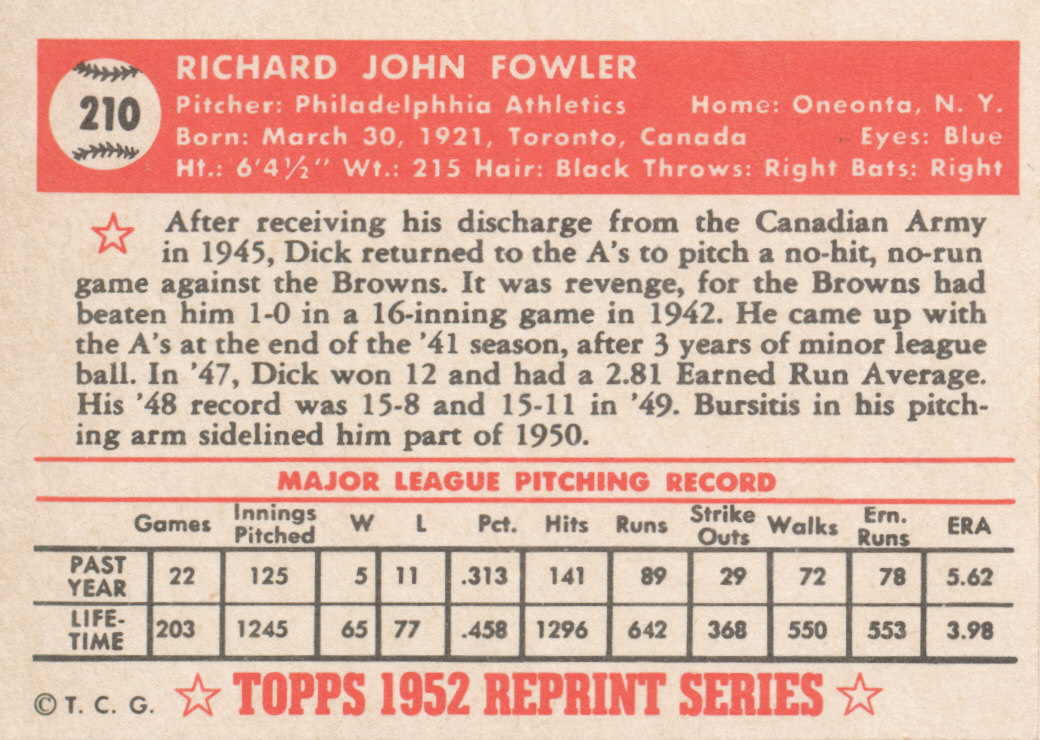 210
RICHARD JOHN FOWLER
Pitcher: Philadelphhia Athletics Home: Oneonta, N. Y.
Born: March 30, 1921, Toronto, Canada Eyes: Blue
Ht.: 6'4½" Wt.: 215 Hair: Black Throws: Right Bats: Right
After receiving his discharge from the Canadian Army
in 1945, Dick returned to the A's to pitch a no-hit, no-run
game against the Browns. It was revenge, for the Browns had
beaten him 1-0 in a 16-inning game in 1942. He came up with
the A's at the end of the '41 season, after 3 years of minor league
ball. In '47, Dick won 12 and had a 2.81 Earned Run Average.
His '48 record was 15-8 and 15-11 in '49. Bursitis in his pitch-
ing arm sidelined him part of 1950.
MAJOR LEAGUE PITCHING RECORD
Games Innings Pitched W L Pct. Hits Runs Strike Outs Walks Ern. Runs ERA
PAST YEAR 22 125 5 11 .313 141 89 29 72 78 5.62
LIFE-TIME 203 1245 65 77 .458 1296 642 368 550 553 3.98
© T. C. G. TOPPS 1952 REPRINT SERIES